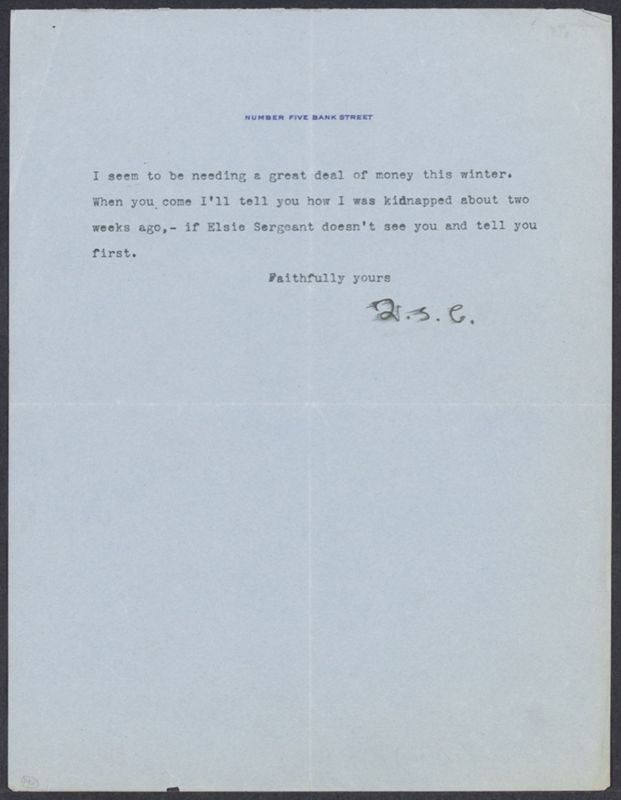 NUMBER FIVE BANK STREET
I seem to be needing a great deal of money this winter.
When you come I'll tell you how I was kidnapped about two
weeks ago,- if Elsie Sergeant doesn't see you and tell you
first.
Faithfully yours
W.S.C.